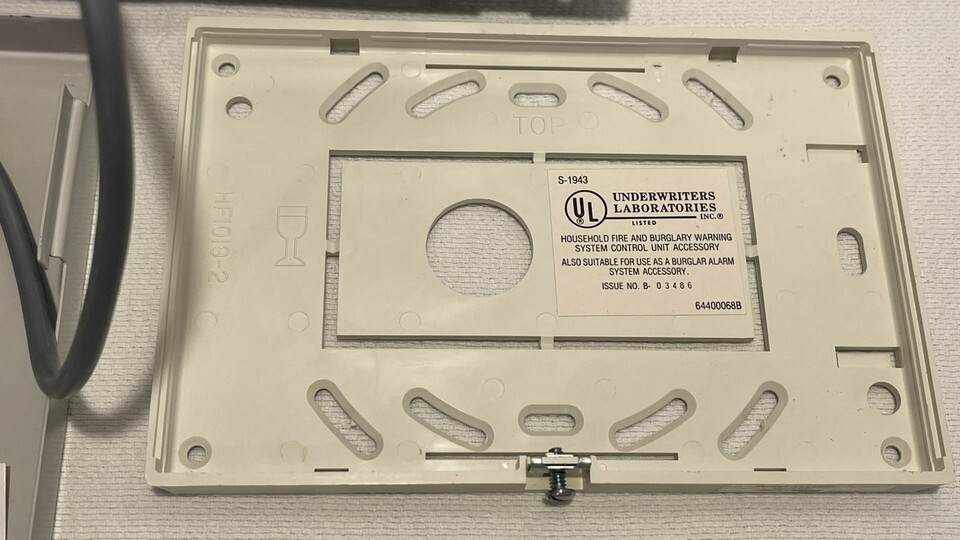 TOP
HF1019-2
S-1943
UL
®
UNDERWRITERS
LABORATORIES
INC.®
LISTED
HOUSEHOLD FIRE AND BURGLARY WARNING
SYSTEM CONTROL UNIT ACCESSORY
ALSO SUITABLE FOR USE AS A BURGLAR ALARM
SYSTEM ACCESSORY.
ISSUE NO. B- 03486
64400068B